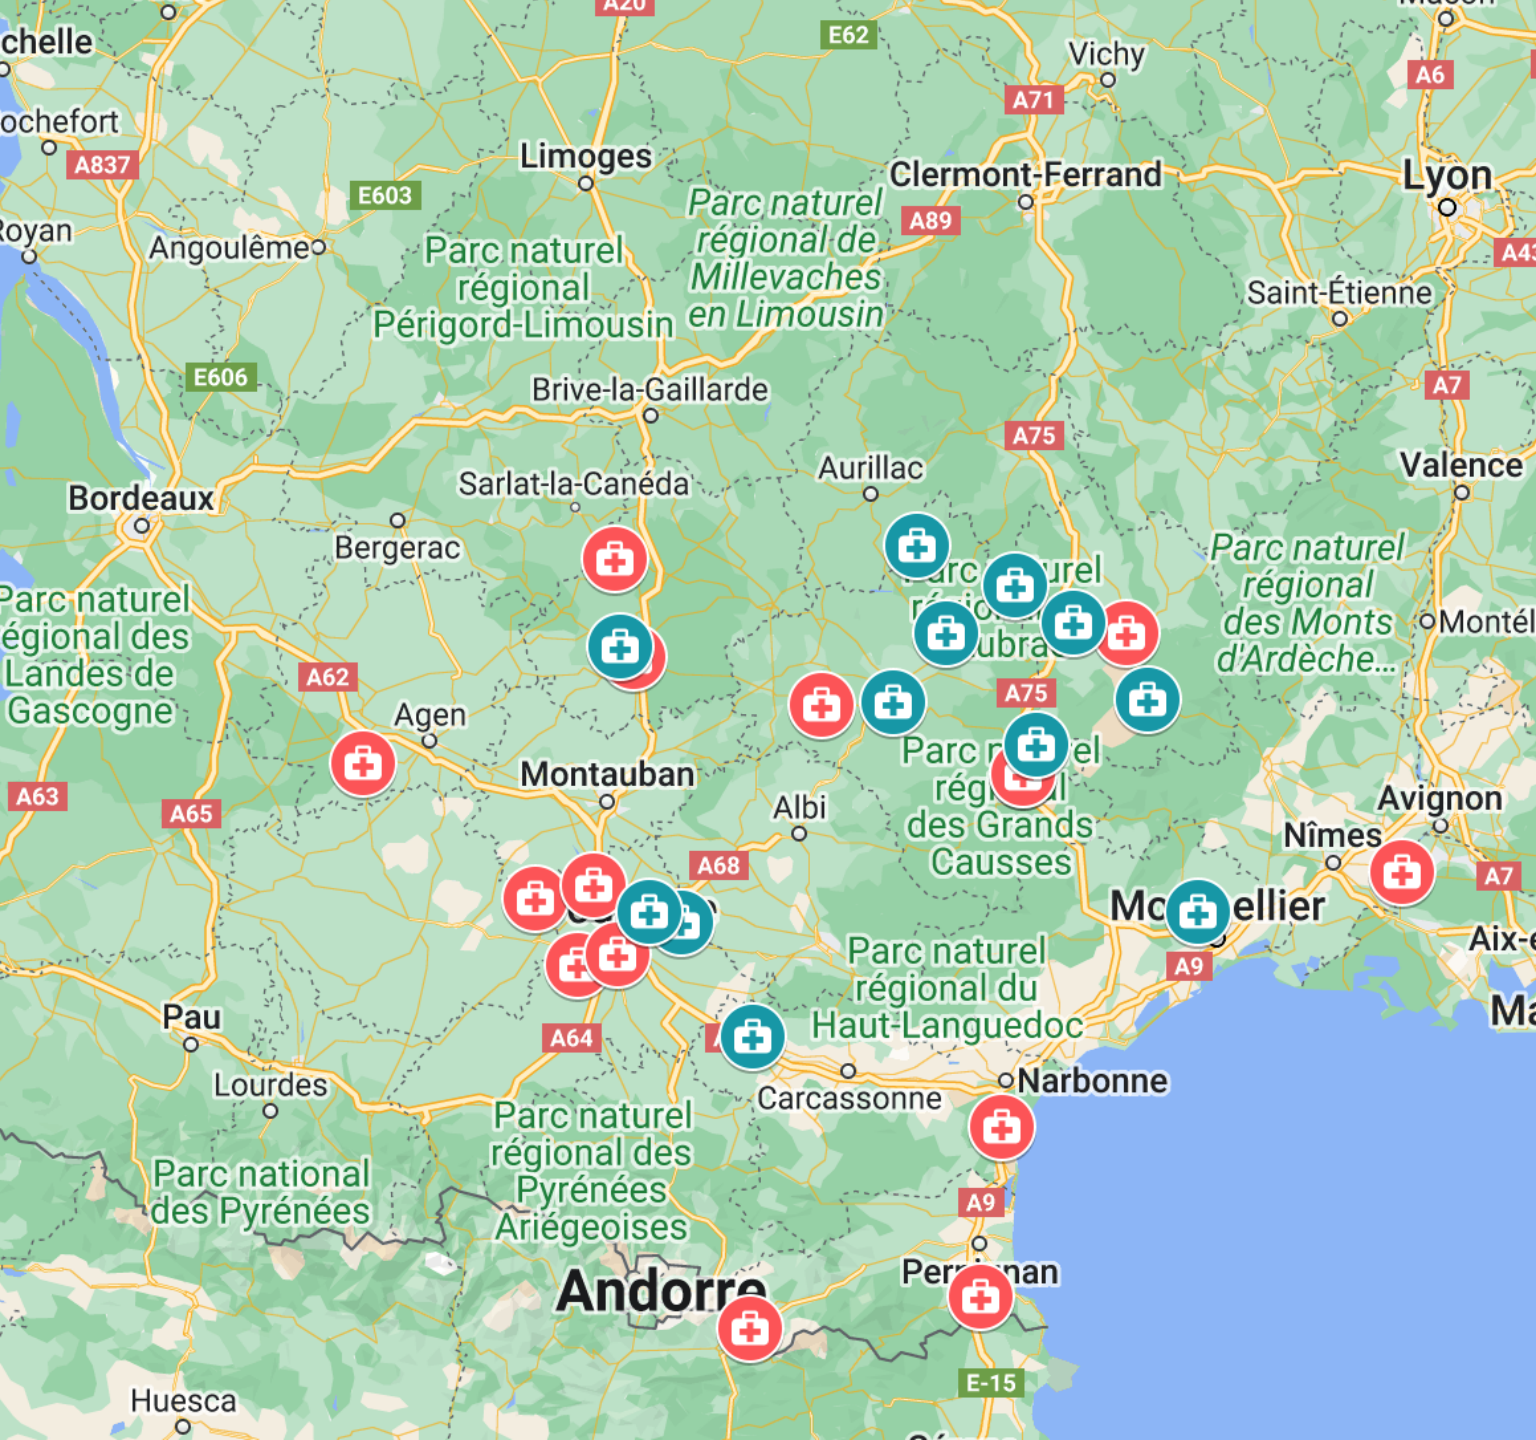 A20
Mâcon
chelle
E62
Vichy
A6
A71
ochefort
A837
Limoges
Clermont-Ferrand
Lyon
E603
Parc naturel
régional de
Millevaches
en Limousin
A89
Royan
Angoulême
Parc naturel
régional
Périgord-Limousin
A43
Saint-Étienne
E606
Brive-la-Gaillarde
A7
A75
Aurillac
Valence
Sarlat-la-Canéda
Bordeaux
Bergerac
Parc naturel
régional
des Monts
d'Ardèche...
Parc naturel
égional des
Landes de
Gascogne
Montél
A62
A75
Agen
Parc naturel
régional
des Grands
Causses
Montauban
A63
A65
Albi
Avignon
Nîmes
A68
A7
Montpellier
Aix-e
Parc naturel
régional du
Haut-Languedoc
A9
Pau
Ma
A64
Lourdes
Carcassonne
Narbonne
Parc naturel
régional des
Pyrénées
Ariégeoises
Parc national
des Pyrénées
A9
Andorre
Perpignan
E-15
Huesca